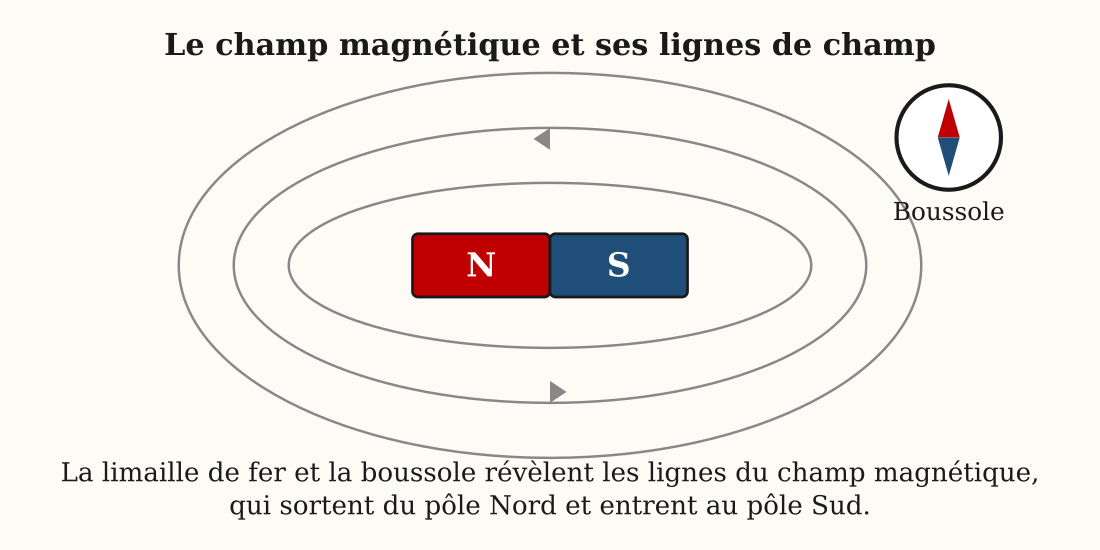 Le champ magnétique et ses lignes de champ
Boussole
N
S
La limaille de fer et la boussole révèlent les lignes du champ magnétique,
qui sortent du pôle Nord et entrent au pôle Sud.